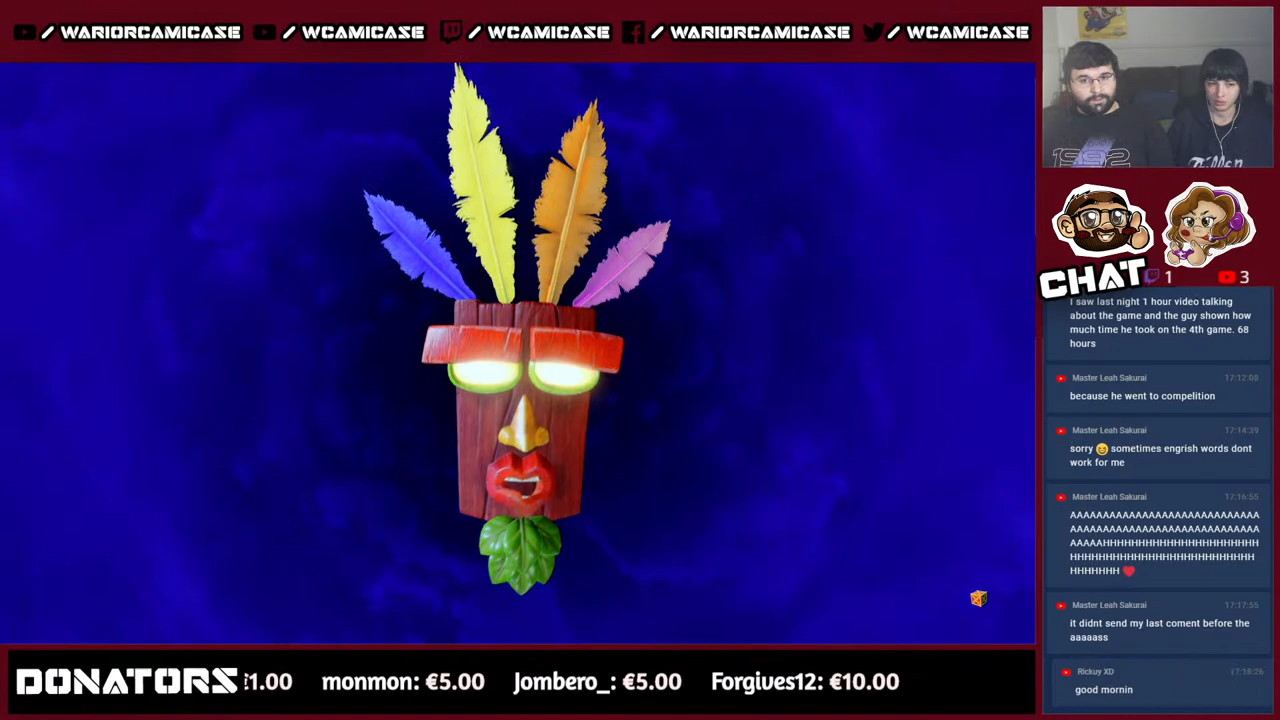 / WARIORCAMICASE / WCAMICASE / WCAMICASE / WARIORCAMICASE / WCAMICASE
1992
CHAT 1 3
I saw last night 1 hour video talking
about the game and the guy shown how
much time he took on the 4th game. 68
hours
Master Leah Sakurai 17:12:08
because he went to compelition
Master Leah Sakurai 17:14:39
sorry 😆 sometimes engrish words dont
work for me
Master Leah Sakurai 17:16:55
AAAAAAAAAAAAAAAAAAAAAAAAAAAAA
AAAAAAAAAAAAAAAAAAAAAAAAAAAAA
AAAAAHHHHHHHHHHHHHHHHHHHHHHHH
HHHHHHHHHHHHHHHHHHHHHHHHHHHH
HHHHHHH ❤
Master Leah Sakurai 17:17:55
it didnt send my last coment before the
aaaaass
Rickuy XD 17:18:26
good mornin
DONATORS €1.00 monmon: €5.00 Jombero_: €5.00 Forgives12: €10.00